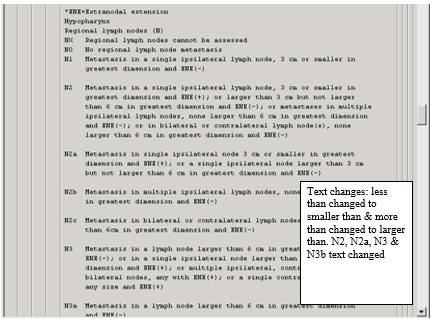 *ENE=Extranodal extension
Hypopharynx
Regional lymph nodes (N)
NX Regional lymph nodes cannot be assessed
N0 No regional lymph node metastasis
N1 Metastasis in a single ipsilateral lymph node, 3 cm or smaller in
greatest dimension and ENE(-)
N2 Metastasis in a single ipsilateral lymph node, 3 cm or smaller in
greatest dimension and ENE(+); or larger than 3 cm but not larger
than 6 cm in greatest dimension and ENE(-); or metastases in multiple
ipsilateral lymph nodes, none larger than 6 cm in greatest dimension
and ENE(-); or in bilateral or contralateral lymph node(s), none
larger than 6 cm in greatest dimension and ENE(-)
N2a Metastasis in single ipsilateral node 3 cm or smaller in greatest
dimension and ENE(+); or a single ipsilateral node larger than 3 cm
but not larger than 6 cm in greatest dimension and ENE(-)
N2b Metastasis in multiple ipsilateral lymph nodes, none
in greatest dimension and ENE(-)
N2c Metastasis in bilateral or contralateral lymph nodes
than 6cm in greatest dimension and ENE(-)
N3 Metastasis in a lymph node larger than 6 cm in great
ENE(-); or in a single ipsilateral node larger than
dimension and ENE(+); or multiple ipsilateral, contr
bilateral nodes, any with ENE(+); or a single contra
any size and ENE(+)
N3a Metastasis in a lymph node larger than 6 cm in greatest dimension
and ENE(-)
Text changes: less
than changed to
smaller than & more
than changed to larger
than. N2, N2a, N3 &
N3b text changed